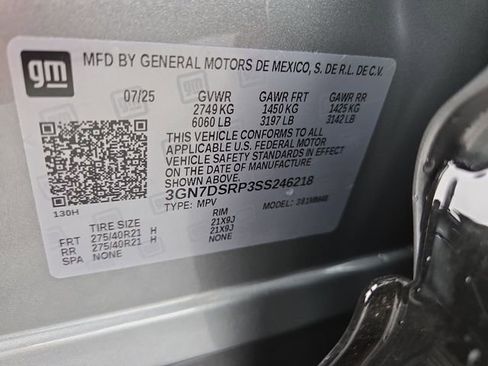 gm
MFD BY GENERAL MOTORS DE MEXICO, S. DE R.L. DE C.V.
07/25 GVWR GAWR FRT GAWR RR
2749 KG 1450 KG 1425 KG
6060 LB 3197 LB 3142 LB
THIS VEHICLE CONFORMS TO ALL
APPLICABLE U.S. FEDERAL MOTOR
VEHICLE SAFETY STANDARDS IN EFFECT
ON THE DATE OF MANUFACTURE
SHOWN ABOVE.
3GN7DSRP3SS246218
TYPE: MPV MODEL:
130H
TIRE SIZE RIM
FRT 275/40R21 H 21X9J
RR 275/40R21 H 21X9J
SPA NONE NONE